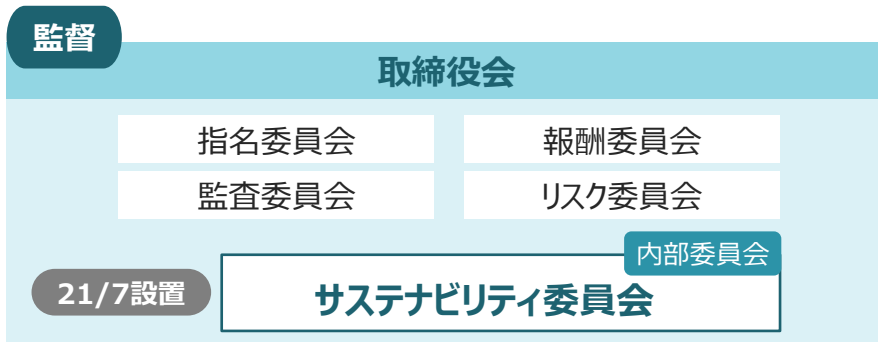 監督
取締役会
指名委員会
報酬委員会
監査委員会
リスク委員会
内部委員会
21/7設置
サステナビリティ委員会